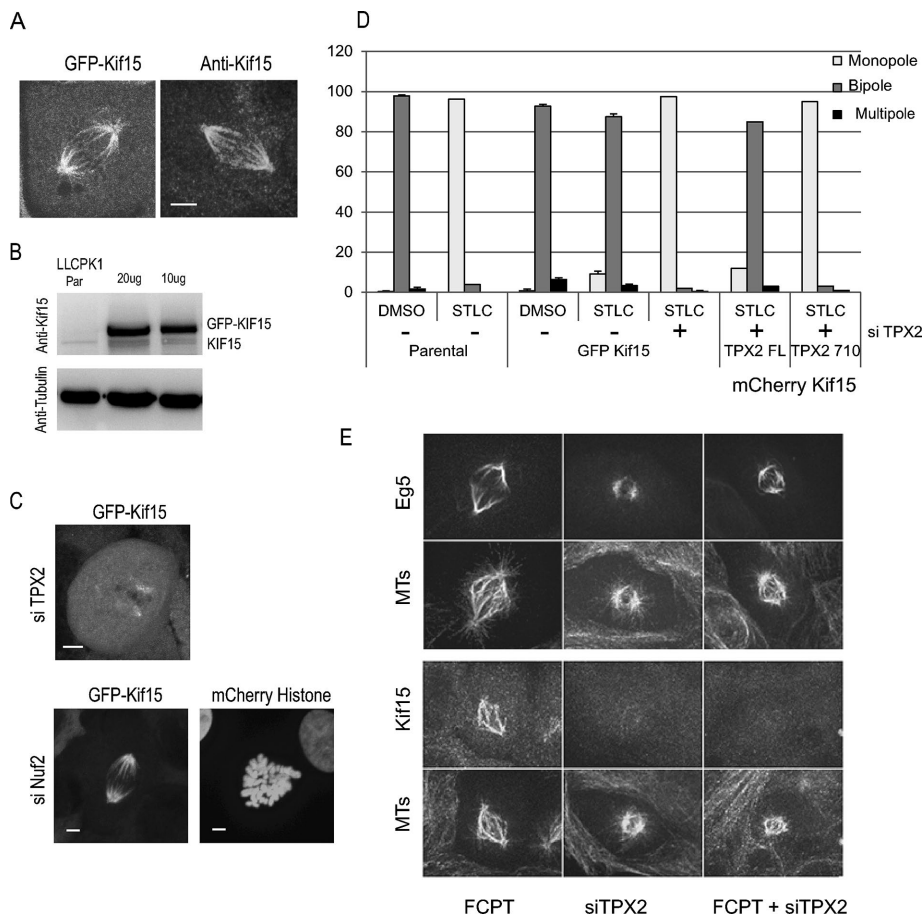 A
GFP-Kif15
Anti-Kif15
B
LLCPK1
Par
20ug
10ug
Anti-Kif15
GFP-KIF15
KIF15
Anti-Tubulin
C
GFP-Kif15
si TPX2
GFP-Kif15
mCherry Histone
si Nuf2
D
120
100
80
60
40
20
0
Monopole
Bipole
Multipole
DMSO STLC DMSO STLC STLC STLC STLC
- - - - + + + si TPX2
Parental GFP Kif15 TPX2 FL TPX2 710
mCherry Kif15
E
Eg5
MTs
Kif15
MTs
FCPT siTPX2 FCPT + siTPX2